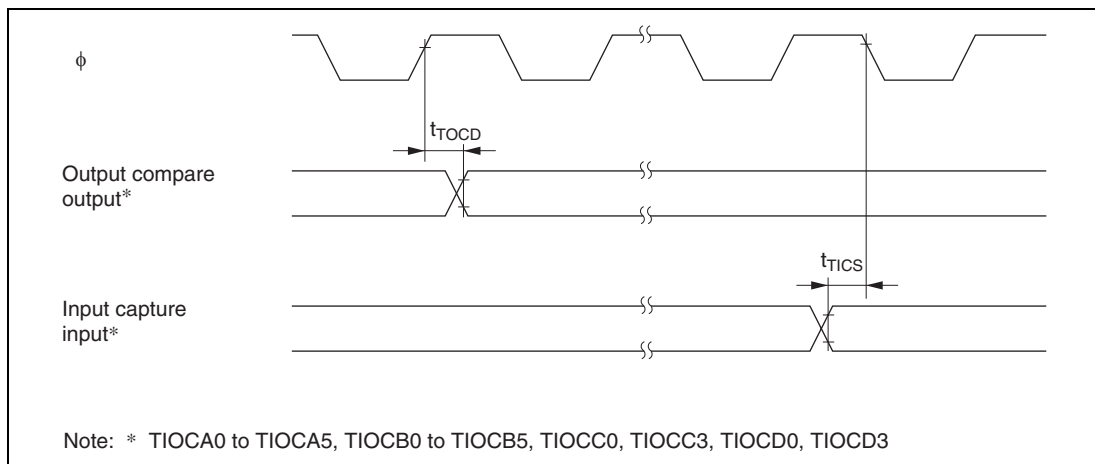 ϕ
tTOCD
Output compare
output*
tTICS
Input capture
input*
Note: * TIOCA0 to TIOCA5, TIOCB0 to TIOCB5, TIOCC0, TIOCC3, TIOCD0, TIOCD3